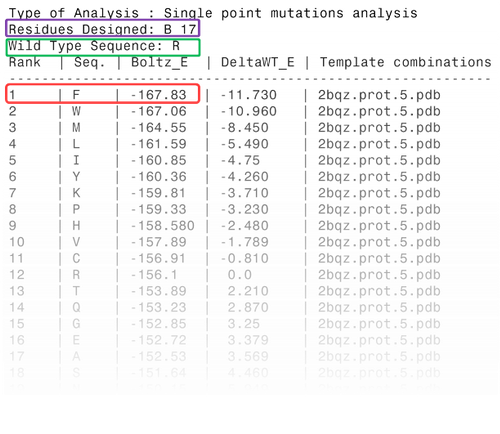 Type of Analysis : Single point mutations analysis
Residues Designed: B 17
Wild Type Sequence: R
Rank | Seq. | Boltz_E | DeltaWT_E | Template combinations
------------------------------------------------------------
1 | F | -167.83 | -11.730 | 2bqz.prot.5.pdb
2 | W | -167.06 | -10.960 | 2bqz.prot.5.pdb
3 | M | -164.55 | -8.450 | 2bqz.prot.5.pdb
4 | L | -161.59 | -5.490 | 2bqz.prot.5.pdb
5 | I | -160.85 | -4.75 | 2bqz.prot.5.pdb
6 | Y | -160.36 | -4.260 | 2bqz.prot.5.pdb
7 | K | -159.81 | -3.710 | 2bqz.prot.5.pdb
8 | P | -159.33 | -3.230 | 2bqz.prot.5.pdb
9 | H | -158.580 | -2.480 | 2bqz.prot.5.pdb
10 | V | -157.89 | -1.789 | 2bqz.prot.5.pdb
11 | C | -156.91 | -0.810 | 2bqz.prot.5.pdb
12 | R | -156.1 | 0.0 | 2bqz.prot.5.pdb
13 | T | -153.89 | 2.210 | 2bqz.prot.5.pdb
14 | Q | -153.23 | 2.870 | 2bqz.prot.5.pdb
15 | G | -152.85 | 3.25 | 2bqz.prot.5.pdb
16 | E | -152.72 | 3.379 | 2bqz.prot.5.pdb
17 | A | -152.53 | 3.569 | 2bqz.prot.5.pdb
18 | S | -151.64 | 4.460 | 2bqz.prot.5.pdb